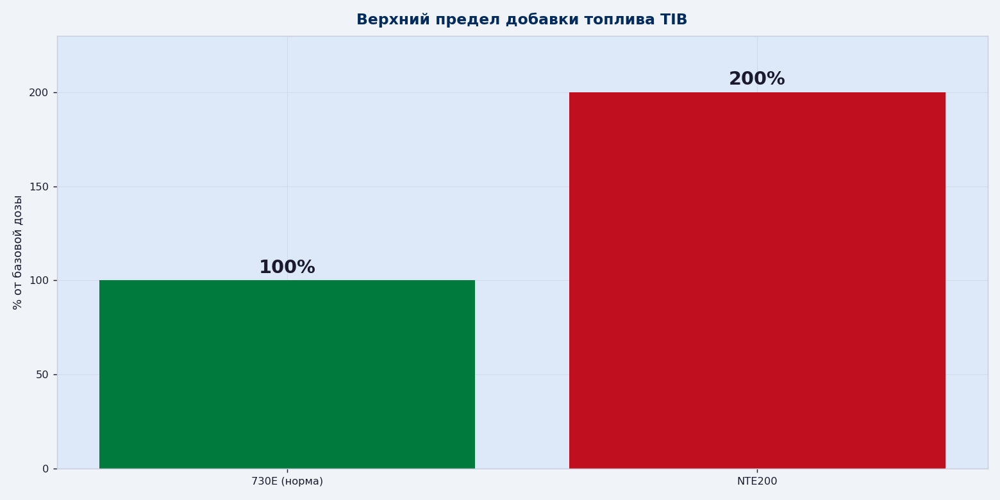 Верхний предел добавки топлива TIB
% от базовой дозы
200
150
100
50
0
100%
200%
730E (норма)
NTE200